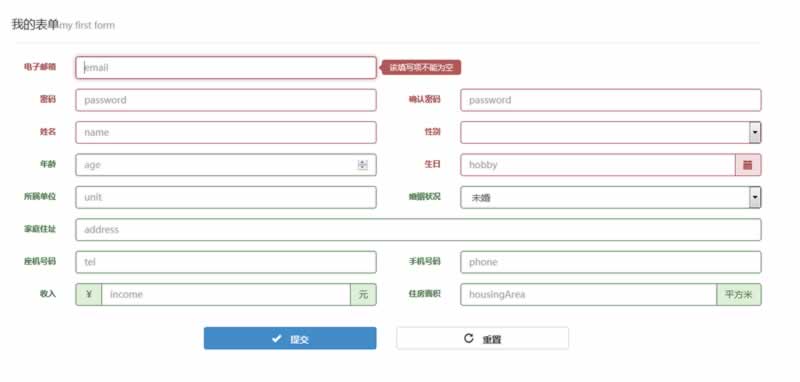 我的表单my first form
电子邮箱 email 该填写项不能为空
密码 password 确认密码 password
姓名 name 性别
年龄 age 生日 hobby
所属单位 unit 婚姻状况 未婚
家庭住址 address
座机号码 tel 手机号码 phone
收入 ¥ income 元 住房面积 housingArea 平方米
提交 重置